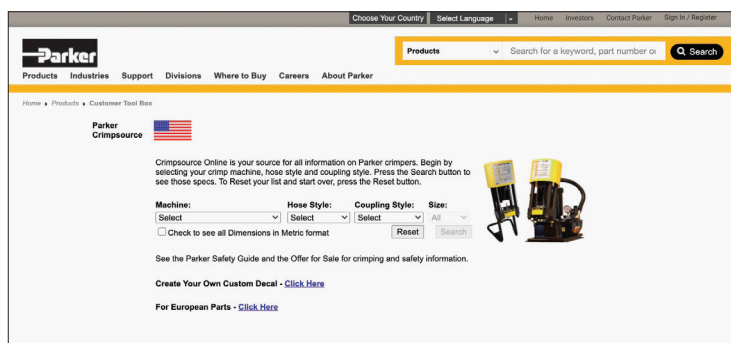 Choose Your Country Select Language Home Investors Contact Parker Sign In / Register
Parker
Products Search for a keyword, part number or Search
Products Industries Support Divisions Where to Buy Careers About Parker
Home Products Customer Tool Box
Parker
Crimpsource
Crimpsource Online is your source for all information on Parker crimpers. Begin by
selecting your crimp machine, hose style and coupling style. Press the Search button to
see those specs. To Reset your list and start over, press the Reset button.
Machine: Hose Style: Coupling Style: Size:
Select Select Select All
Check to see all Dimensions in Metric format Reset Search
See the Parker Safety Guide and the Offer for Sale for crimping and safety information.
Create Your Own Custom Decal - Click Here
For European Parts - Click Here